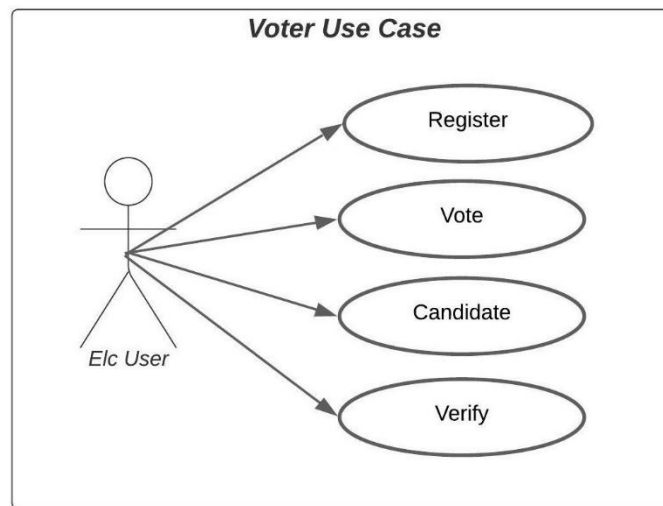 Voter Use Case
Register
Vote
Candidate
Verify
Elc User